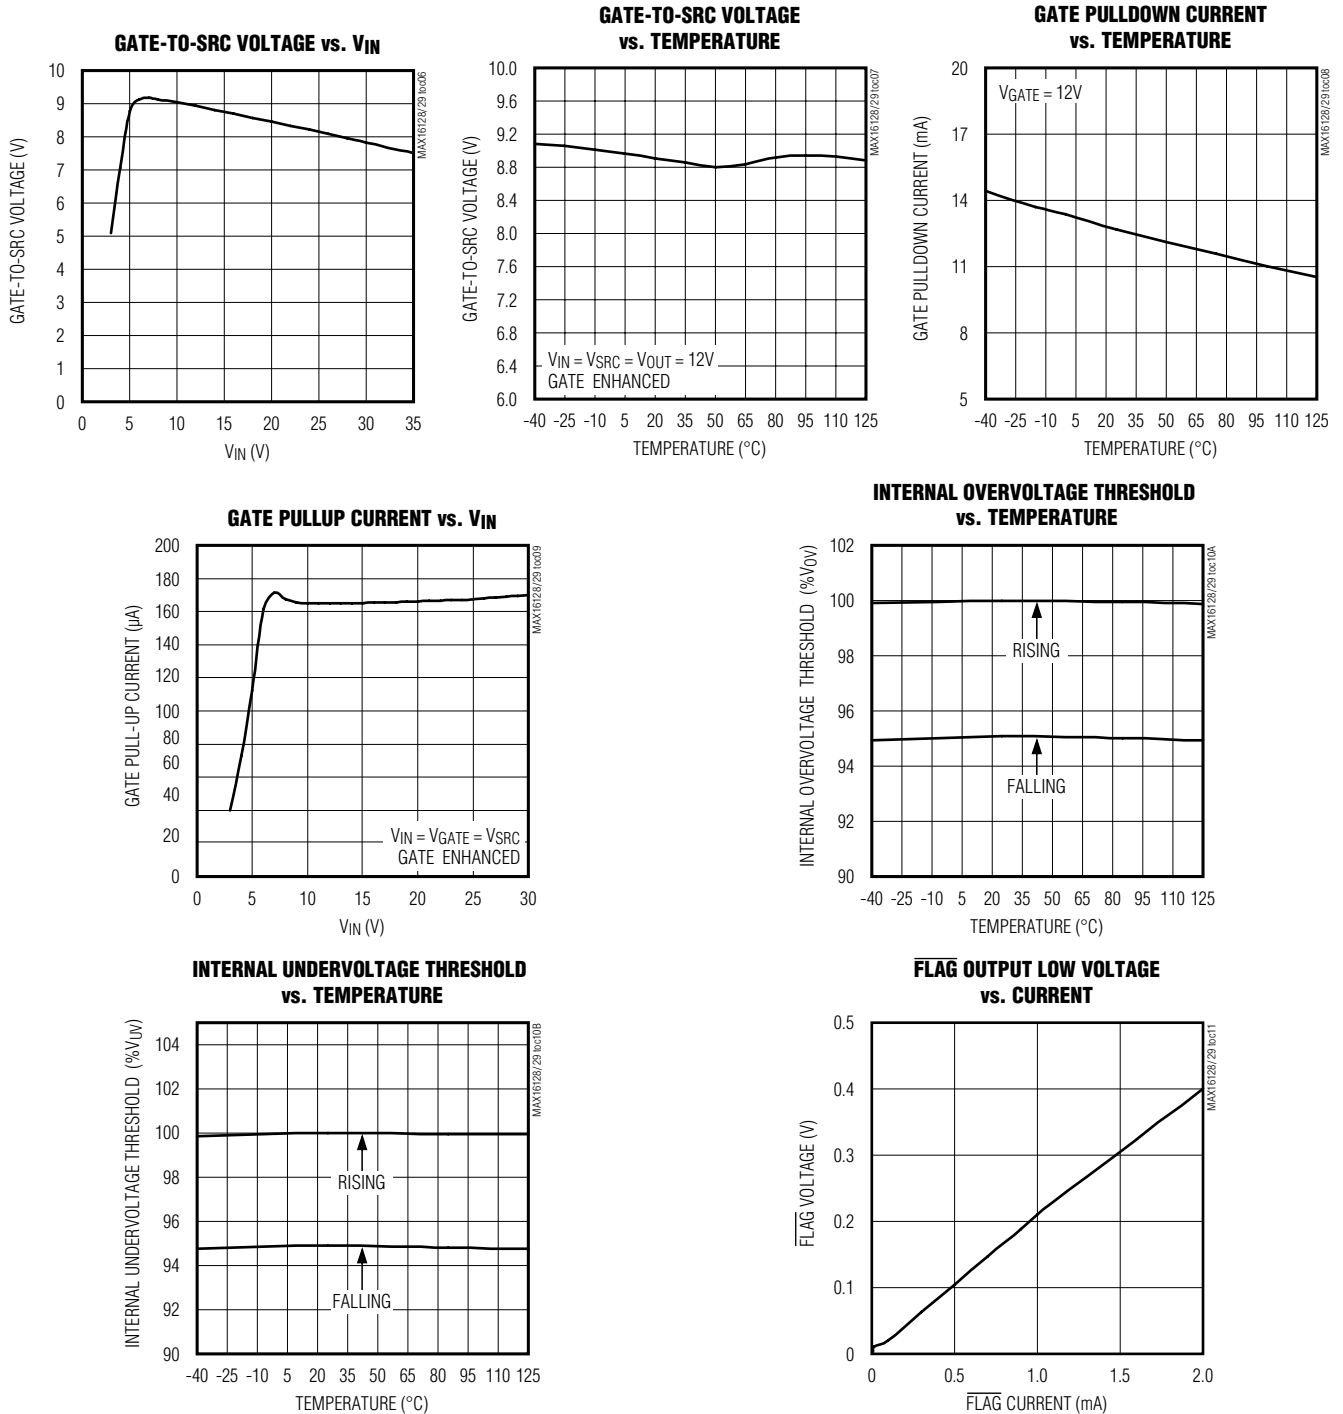 GATE-TO-SRC VOLTAGE vs. VIN
GATE-TO-SRC VOLTAGE (V)
10
9
8
7
6
5
4
3
2
1
0
0 5 10 15 20 25 30 35
VIN (V)
MAX16128/29 toc06
GATE-TO-SRC VOLTAGE
vs. TEMPERATURE
GATE-TO-SRC VOLTAGE (V)
10.0
9.6
9.2
8.8
8.4
8.0
7.6
7.2
6.8
6.4
6.0
VIN = VSRC = VOUT = 12V
GATE ENHANCED
-40 -25 -10 5 20 35 50 65 80 95 110 125
TEMPERATURE (°C)
MAX16128/29 toc07
GATE PULLDOWN CURRENT
vs. TEMPERATURE
GATE PULLDOWN CURRENT (mA)
20
17
14
11
8
5
VGATE = 12V
-40 -25 -10 5 20 35 50 65 80 95 110 125
TEMPERATURE (°C)
MAX16128/29 toc08
GATE PULLUP CURRENT vs. VIN
GATE PULL-UP CURRENT (µA)
200
180
160
140
120
100
80
60
40
20
0
VIN = VGATE = VSRC
GATE ENHANCED
0 5 10 15 20 25 30
VIN (V)
MAX16128/29 toc09
INTERNAL OVERVOLTAGE THRESHOLD
vs. TEMPERATURE
INTERNAL OVERVOLTAGE THRESHOLD (%VOV)
102
100
98
96
94
92
90
RISING
FALLING
-40 -25 -10 5 20 35 50 65 80 95 110 125
TEMPERATURE (°C)
MAX16128/29 toc10A
INTERNAL UNDERVOLTAGE THRESHOLD
vs. TEMPERATURE
INTERNAL UNDERVOLTAGE THRESHOLD (%VUV)
104
102
100
98
96
94
92
90
RISING
FALLING
-40 -25 -10 5 20 35 50 65 80 95 110 125
TEMPERATURE (°C)
MAX16128/29 toc10B
FLAG OUTPUT LOW VOLTAGE
vs. CURRENT
FLAG VOLTAGE (V)
0.5
0.4
0.3
0.2
0.1
0
0 0.5 1.0 1.5 2.0
FLAG CURRENT (mA)
MAX16128/29 toc11